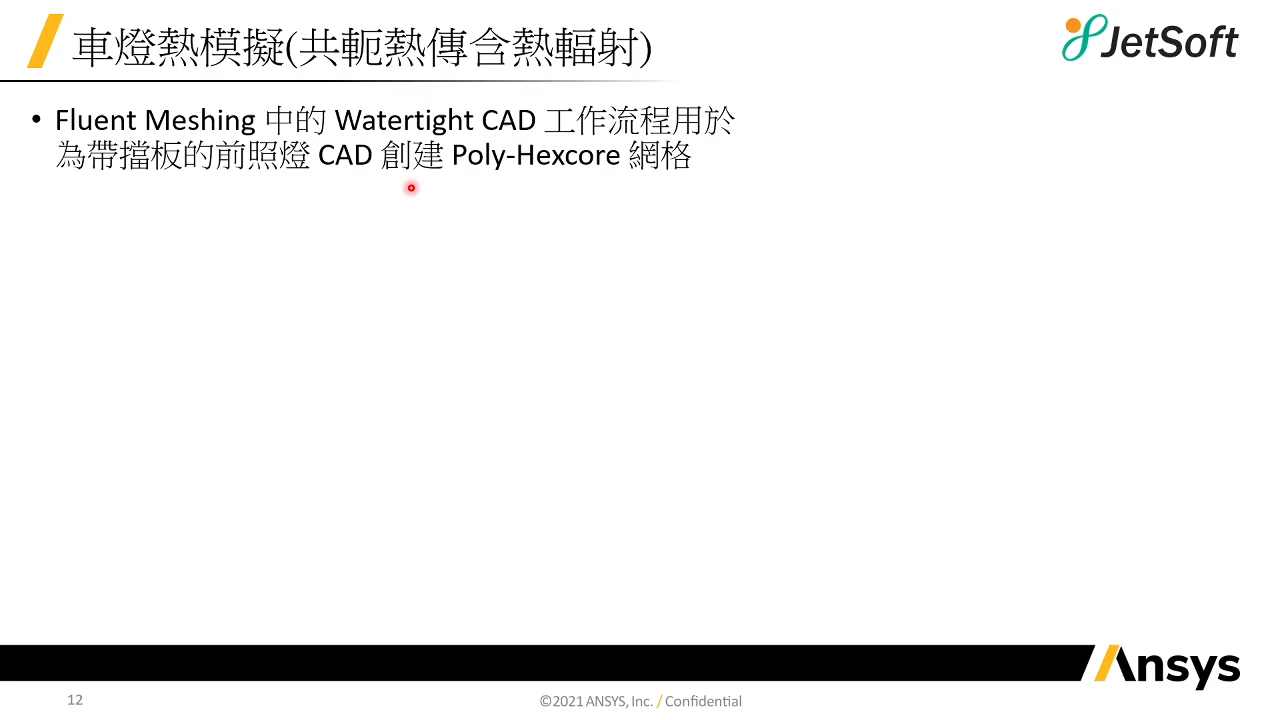 車燈熱模擬(共軛熱傳含熱輻射)
JetSoft
• Fluent Meshing 中的 Watertight CAD 工作流程用於
為帶擋板的前照燈 CAD 創建 Poly-Hexcore 網格
Ansys
12
©2021 ANSYS, Inc. / Confidential